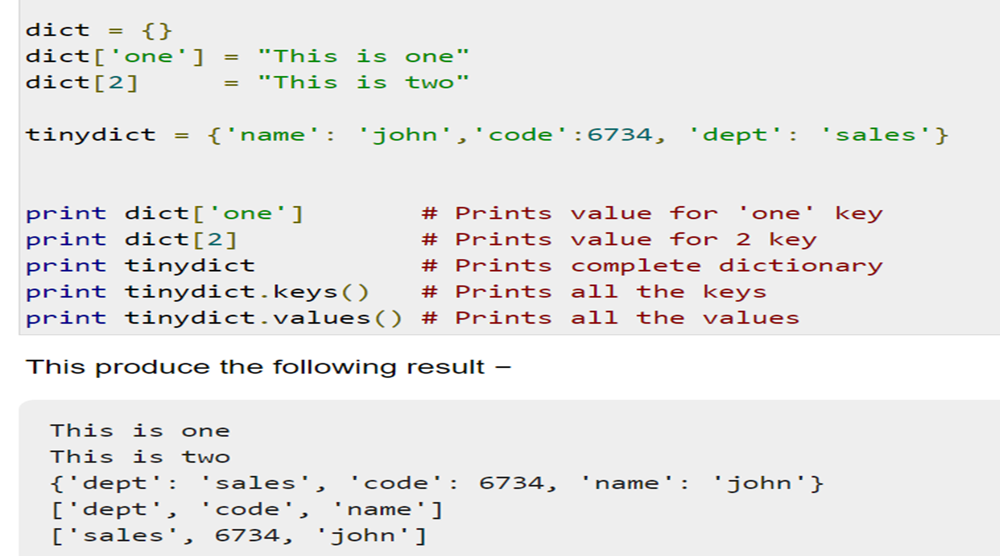 dict = {}
dict['one'] = "This is one"
dict[2]     = "This is two"
tinydict = {'name': 'john','code':6734, 'dept': 'sales'}
print dict['one']       # Prints value for 'one' key
print dict[2]           # Prints value for 2 key
print tinydict          # Prints complete dictionary
print tinydict.keys()   # Prints all the keys
print tinydict.values() # Prints all the values
This produce the following result –
This is one
This is two
{'dept': 'sales', 'code': 6734, 'name': 'john'}
['dept', 'code', 'name']
['sales', 6734, 'john']